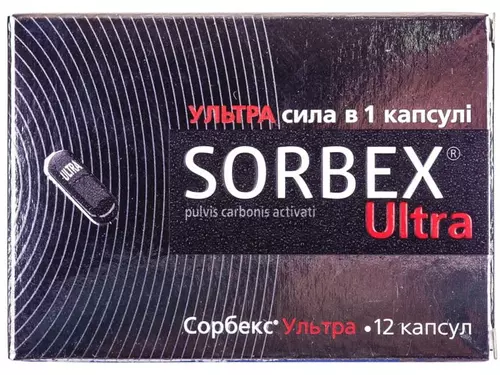 УЛЬТРА сила в 1 капсулі
SORBEX®
pulvis carbonis activati
Ultra
ULTRA
Сорбекс® Ультра • 12 капсул